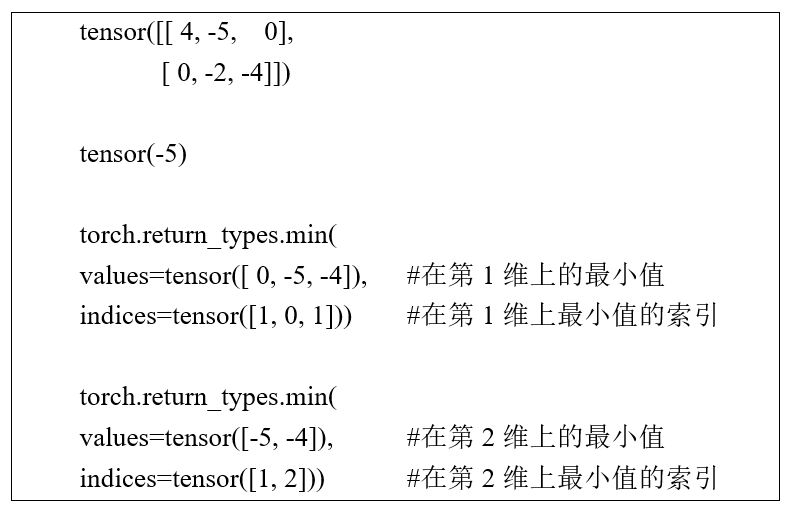 tensor([[ 4, -5, 0],
[ 0, -2, -4]])
tensor(-5)
torch.return_types.min(
values=tensor([ 0, -5, -4]), #在第 1 维上的最小值
indices=tensor([1, 0, 1])) #在第 1 维上最小值的索引
torch.return_types.min(
values=tensor([-5, -4]), #在第 2 维上的最小值
indices=tensor([1, 2])) #在第 2 维上最小值的索引